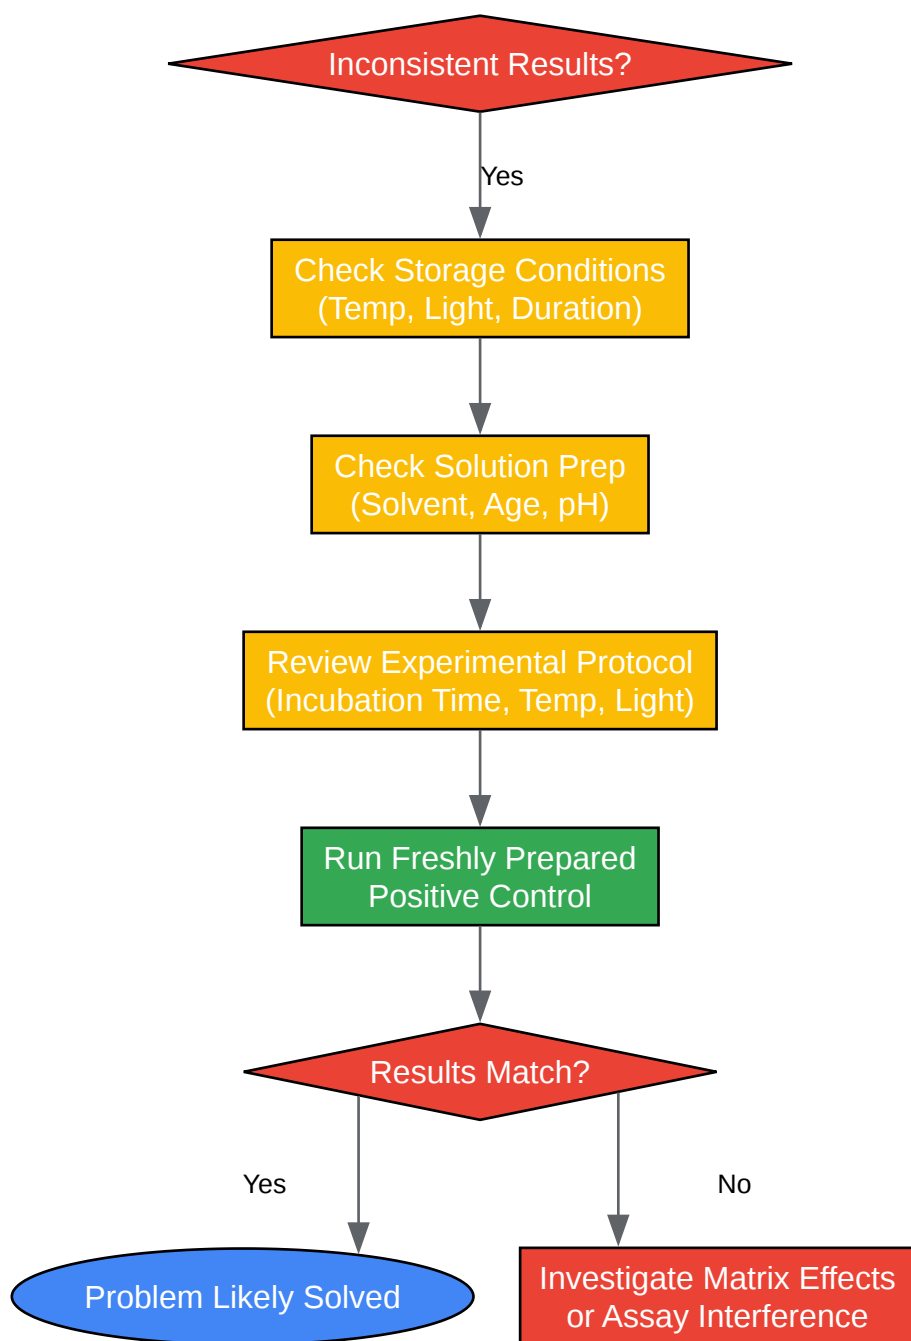 Inconsistent Results?
Yes
Check Storage Conditions
(Temp, Light, Duration)
Check Solution Prep
(Solvent, Age, pH)
Review Experimental Protocol
(Incubation Time, Temp, Light)
Run Freshly Prepared
Positive Control
Results Match?
Yes
No
Problem Likely Solved
Investigate Matrix Effects
or Assay Interference